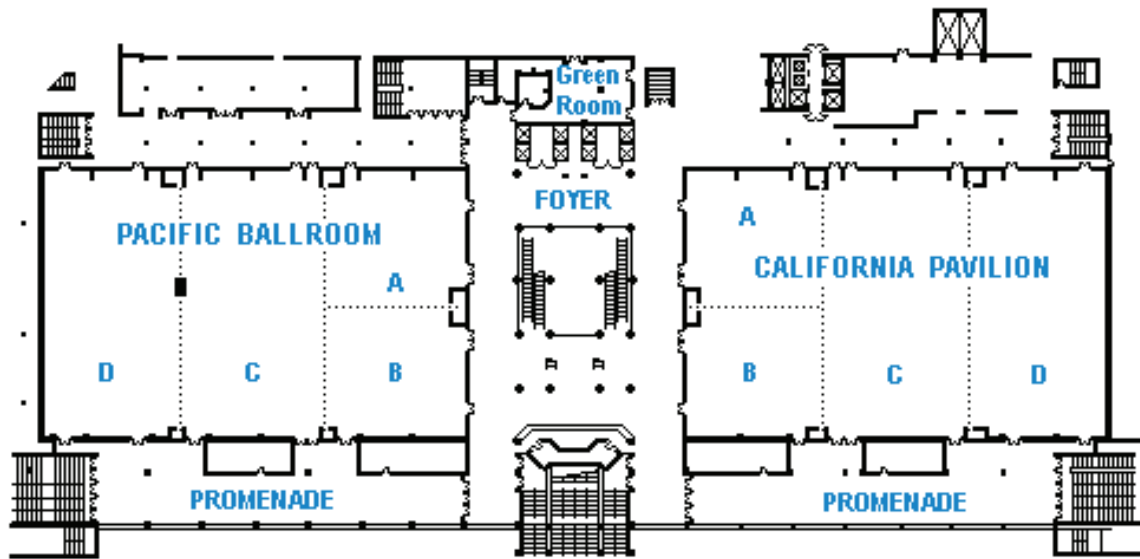 Green
Room
FOYER
PACIFIC BALLROOM
A
B
C
D
A
CALIFORNIA PAVILION
B
C
D
PROMENADE
PROMENADE